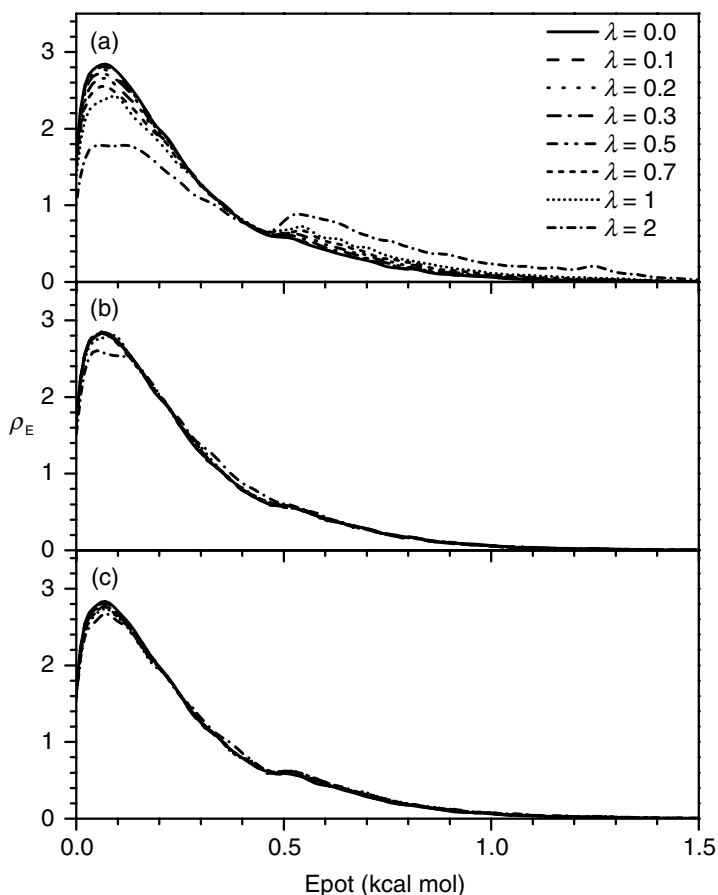 (a)
λ = 0.0
λ = 0.1
λ = 0.2
λ = 0.3
λ = 0.5
λ = 0.7
λ = 1
λ = 2
3
2
1
0
(b)
3
2
1
0
ρE
(c)
3
2
1
0
0.0 0.5 1.0 1.5
Epot (kcal mol)